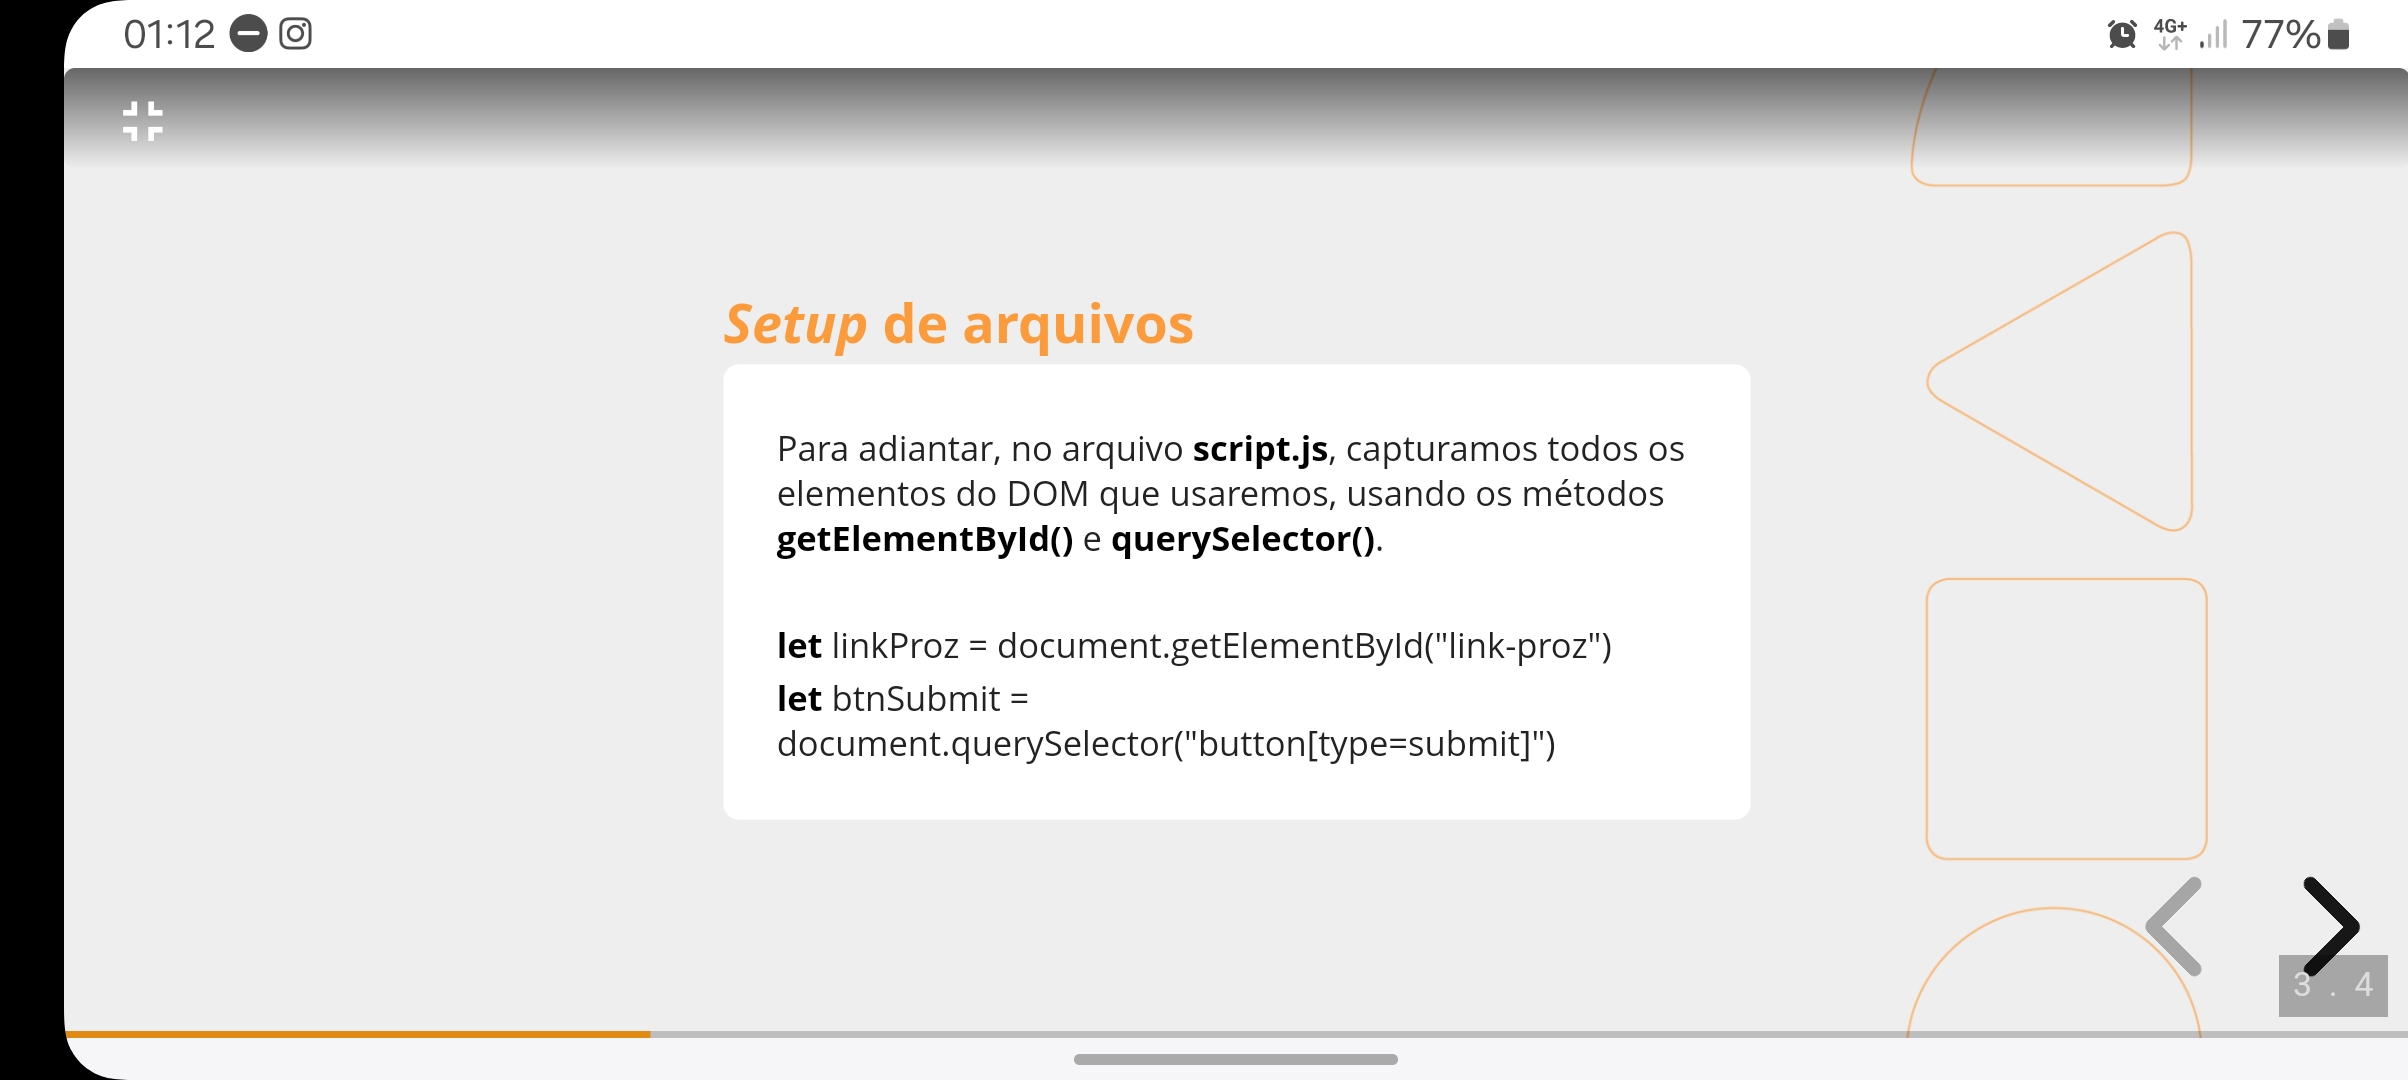 01:12
4G+
77%
Setup de arquivos
Para adiantar, no arquivo script.js, capturamos todos os
elementos do DOM que usaremos, usando os métodos
getElementById() e querySelector().
let linkProz = document.getElementById("link-proz")
let btnSubmit =
document.querySelector("button[type=submit]")
3 . 4